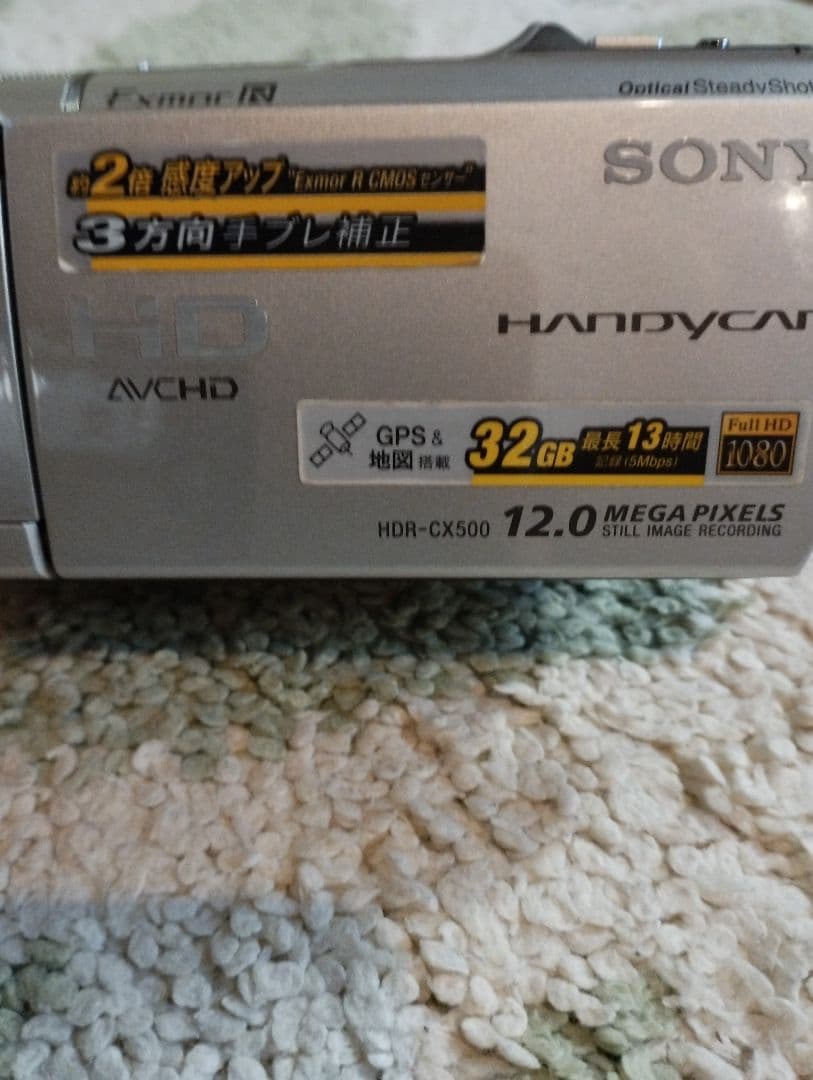 Exmor R
Optical SteadyShot
約2倍 感度アップ "Exmor R CMOSセンサー"
SONY
3方向 手ブレ補正
HD
HANDYCAM
AVCHD
GPS &
地図 搭載
32GB
最長13時間
記録(5Mbps)
Full HD
1080
HDR-CX500
12.0 MEGA PIXELS
STILL IMAGE RECORDING